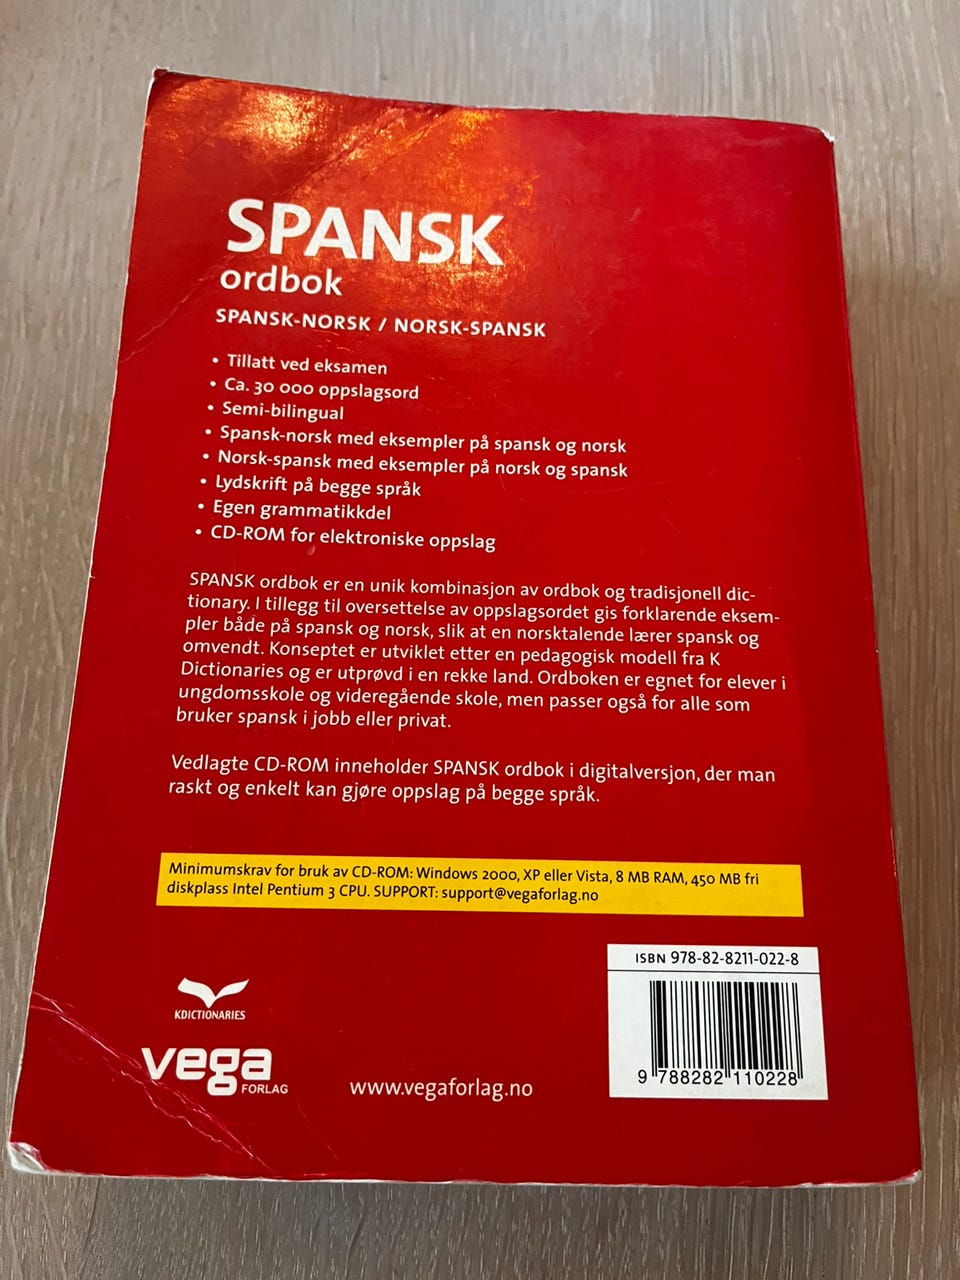 SPANSK
ordbok
SPANSK-NORSK / NORSK-SPANSK
• Tillatt ved eksamen
• Ca. 30 000 oppslagsord
• Semi-bilingual
• Spansk-norsk med eksempler på spansk og norsk
• Norsk-spansk med eksempler på norsk og spansk
• Lydskrift på begge språk
• Egen grammatikkdel
• CD-ROM for elektroniske oppslag
SPANSK ordbok er en unik kombinasjon av ordbok og tradisjonell dic-
tionary. I tillegg til oversettelse av oppslagsordet gis forklarende eksem-
pler både på spansk og norsk, slik at en norsktalende lærer spansk og
omvendt. Konseptet er utviklet etter en pedagogisk modell fra K
Dictionaries og er utprøvd i en rekke land. Ordboken er egnet for elever i
ungdomsskole og videregående skole, men passer også for alle som
bruker spansk i jobb eller privat.
Vedlagte CD-ROM inneholder SPANSK ordbok i digitalversjon, der man
raskt og enkelt kan gjøre oppslag på begge språk.
Minimumskrav for bruk av CD-ROM: Windows 2000, XP eller Vista, 8 MB RAM, 450 MB fri
diskplass Intel Pentium 3 CPU. SUPPORT: support@vegaforlag.no
ISBN 978-82-8211-022-8
9 788282 110228
KDICTIONARIES
vega
FORLAG
www.vegaforlag.no